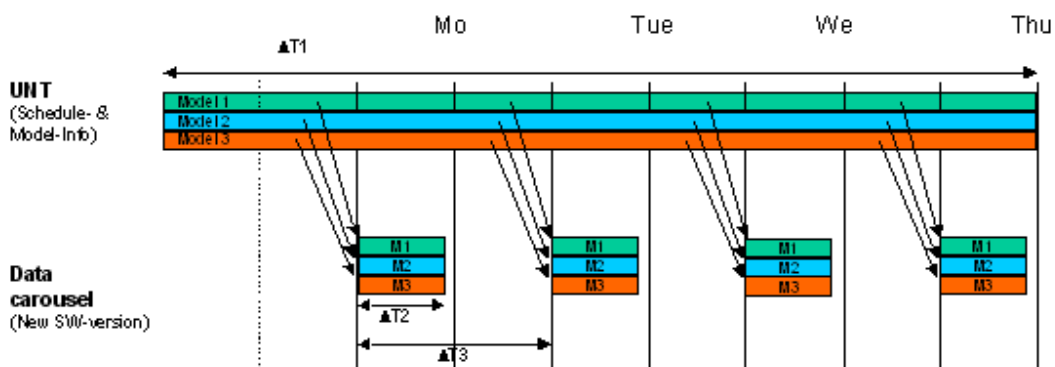 Mo Tue We Thu
▲T1
UNT
(Schedule- &
Model-Info)
Model 1
Model 2
Model 3
M1 M1 M1 M1
M2 M2 M2 M2
M3 M3 M3 M3
Data
carousel
(New SW-version)
▲T2
▲T3